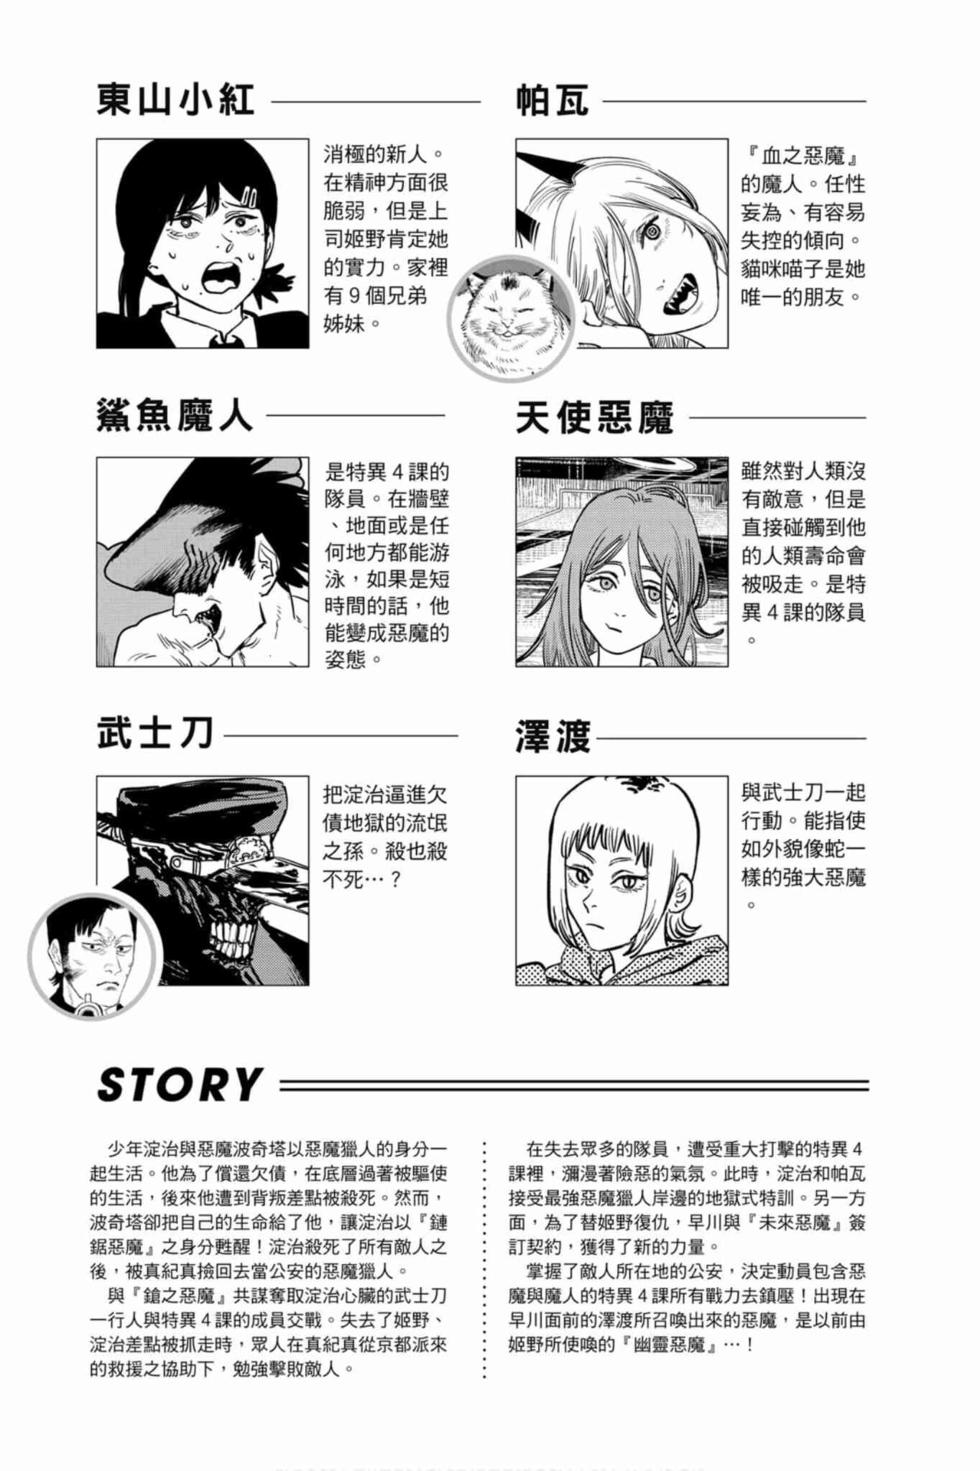 東山小紅
消極的新人。
在精神方面很
脆弱，但是上
司姬野肯定她
的實力。家裡
有9個兄弟
姊妹。
帕瓦
『血之惡魔』
的魔人。任性
妄為、有容易
失控的傾向。
貓咪喵子是她
唯一的朋友。
鯊魚魔人
是特異4課的
隊員。在牆壁
、地面或是任
何地方都能游
泳，如果是短
時間的話，他
能變成惡魔的
姿態。
天使惡魔
雖然對人類沒
有敵意，但是
直接碰觸到他
的人類壽命會
被吸走。是特
異4課的隊員
。
武士刀
把淀治逼進欠
債地獄的流氓
之孫。殺也殺
不死…？
澤渡
與武士刀一起
行動。能指使
如外貌像蛇一
樣的強大惡魔
。
STORY
少年淀治與惡魔波奇塔以惡魔獵人的身分一
起生活。他為了償還欠債，在底層過著被驅使
的生活，後來他遭到背叛差點被殺死。然而，
波奇塔卻把自己的生命給了他，讓淀治以『鏈
鋸惡魔』之身分甦醒！淀治殺死了所有敵人之
後，被真紀真撿回去當公安的惡魔獵人。
與『鎗之惡魔』共謀奪取淀治心臟的武士刀
一行人與特異4課的成員交戰。失去了姬野、
淀治差點被抓走時，眾人在真紀真從京都派來
的救援之協助下，勉強擊敗敵人。
在失去眾多的隊員，遭受重大打擊的特異4
課裡，瀰漫著險惡的氣氛。此時，淀治和帕瓦
接受最強惡魔獵人岸邊的地獄式特訓。另一方
面，為了替姬野復仇，早川與『未來惡魔』簽
訂契約，獲得了新的力量。
掌握了敵人所在地的公安，決定動員包含惡
魔與魔人的特異4課所有戰力去鎮壓！出現在
早川面前的澤渡所召喚出來的惡魔，是以前由
姬野所使喚的『幽靈惡魔』…！